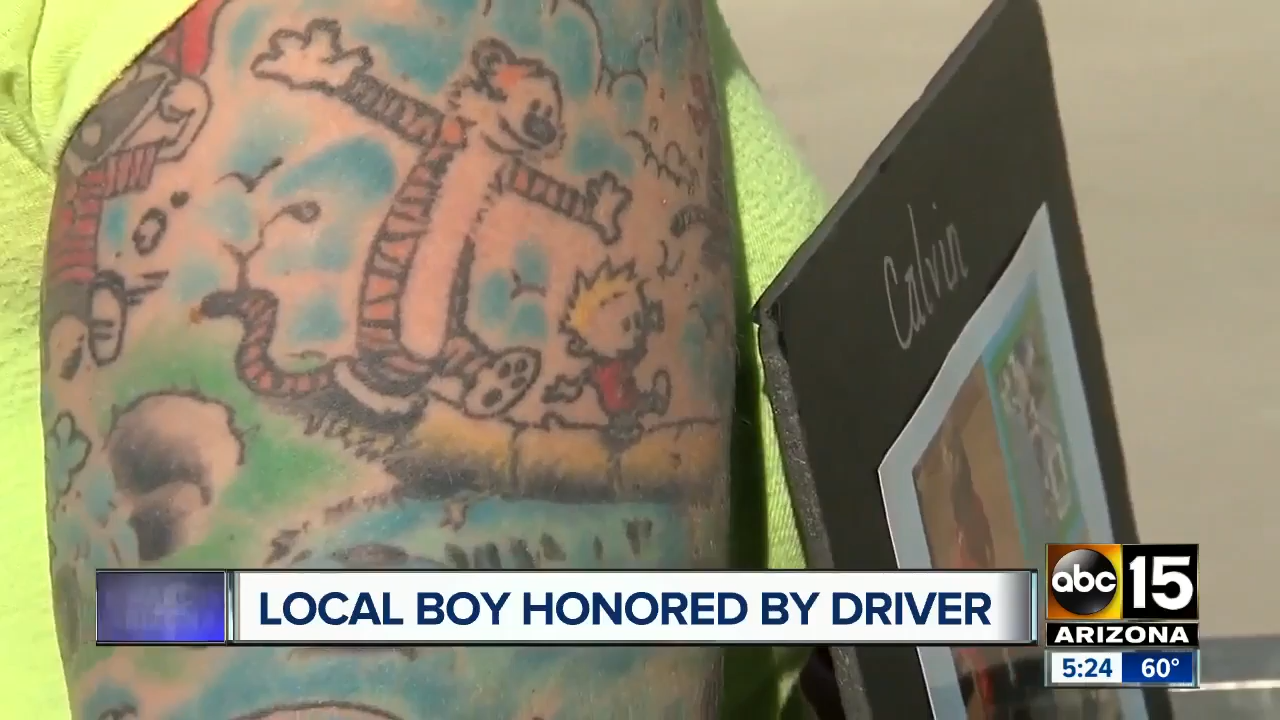 Calvin
LOCAL BOY HONORED BY DRIVER
abc 15
ARIZONA
5:24 60°